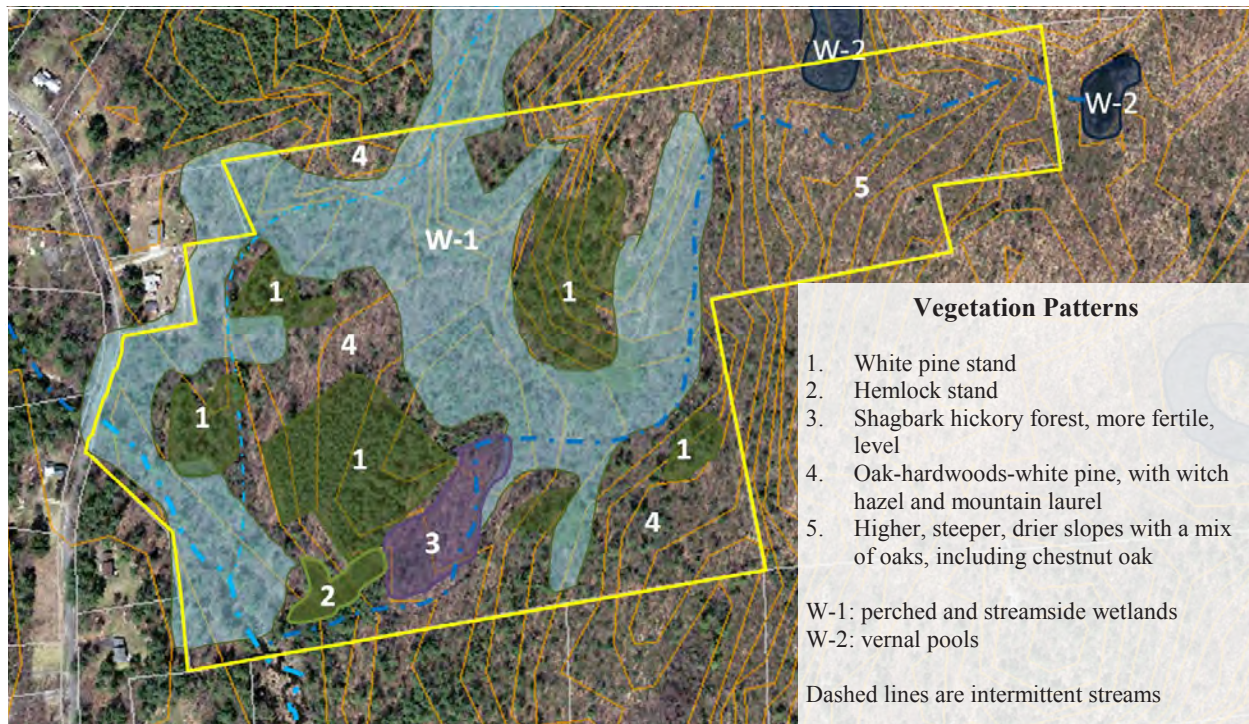 W-2
W-2
4
5
W-1
1
1
4
1
1
1
3
4
2
Vegetation Patterns
1. White pine stand
2. Hemlock stand
3. Shagbark hickory forest, more fertile,
level
4. Oak-hardwoods-white pine, with witch
hazel and mountain laurel
5. Higher, steeper, drier slopes with a mix
of oaks, including chestnut oak
W-1: perched and streamside wetlands
W-2: vernal pools
Dashed lines are intermittent streams